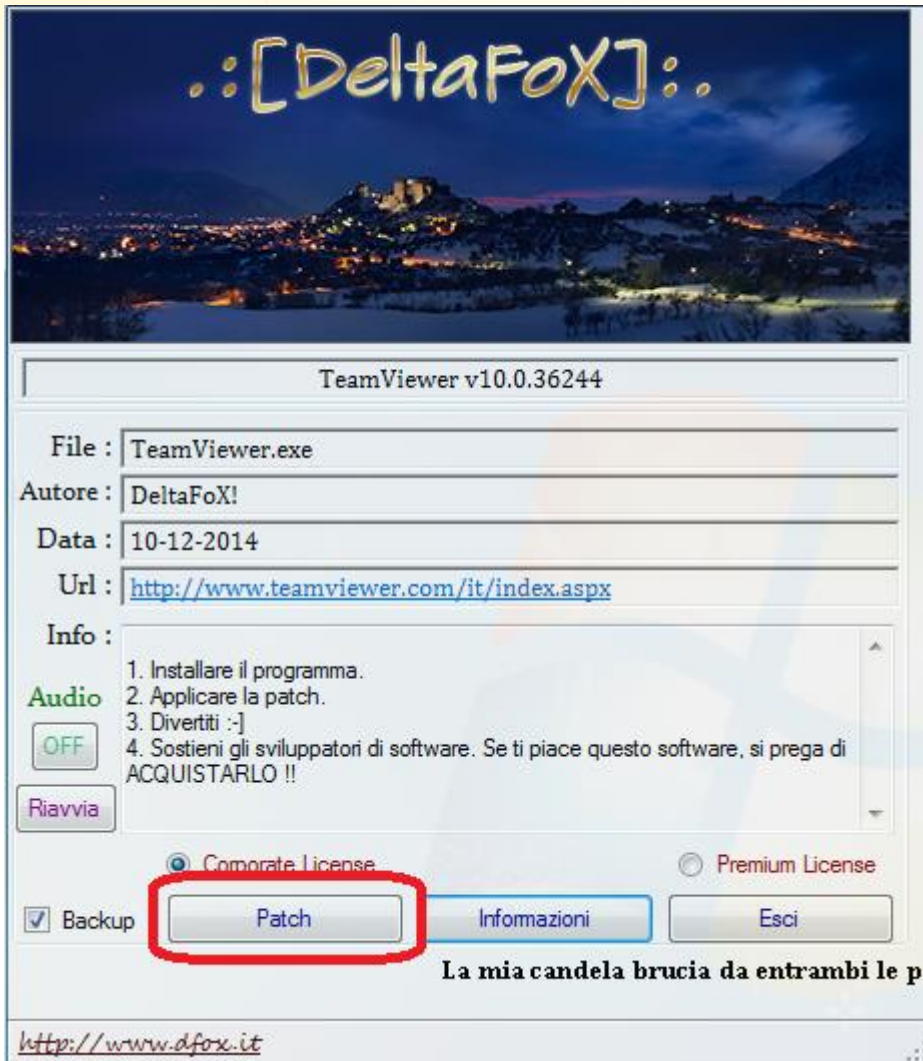 .:[DeltaFoX]:.
TeamViewer v10.0.36244
File : TeamViewer.exe
Autore : DeltaFoX!
Data : 10-12-2014
Url : http://www.teamviewer.com/it/index.aspx
Info :
1. Installare il programma.
2. Applicare la patch.
3. Divertiti :-]
4. Sostieni gli sviluppatori di software. Se ti piace questo software, si prega di
ACQUISTARLO !!
Audio
OFF
Riavvia
Corporate License
Premium License
Backup
Patch
Informazioni
Esci
La mia candela brucia da entrambi le p
http://www.dfox.it